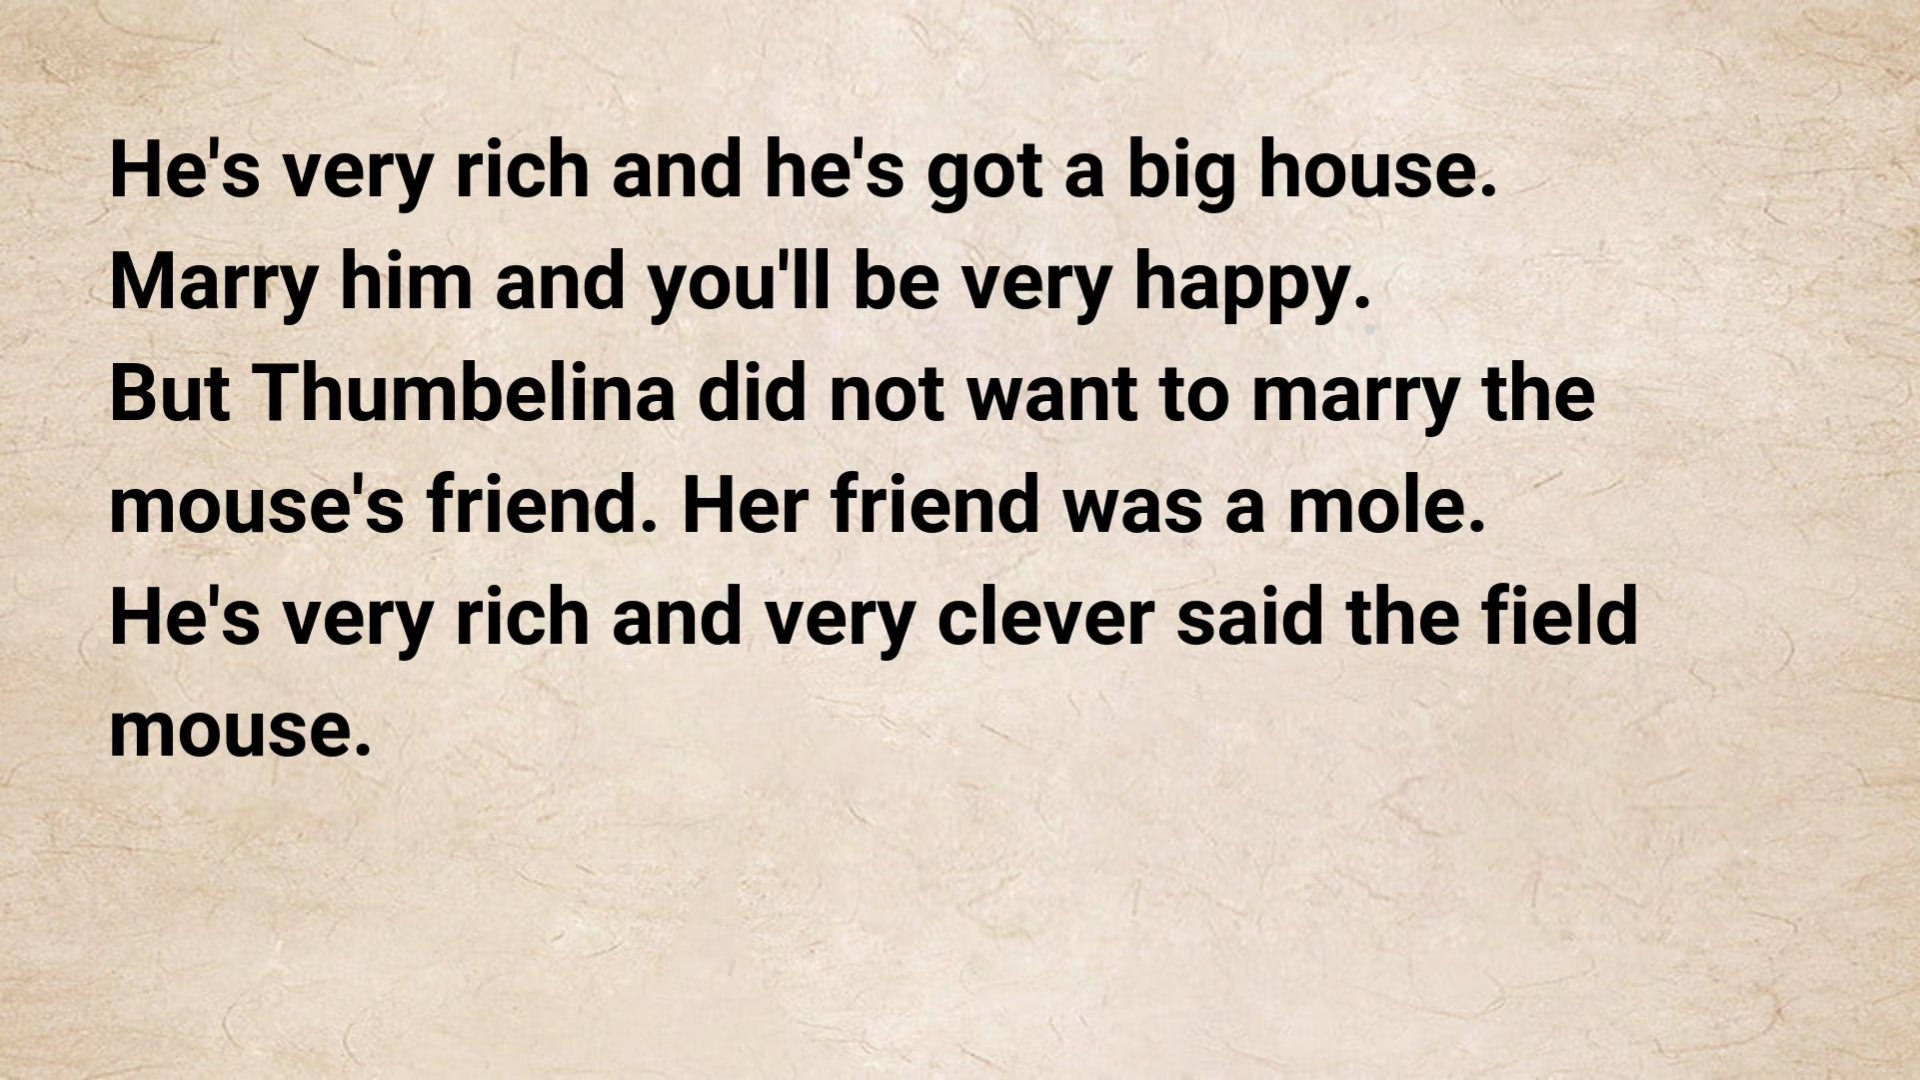 He's very rich and he's got a big house.
Marry him and you'll be very happy.
But Thumbelina did not want to marry the
mouse's friend. Her friend was a mole.
He's very rich and very clever said the field
mouse.